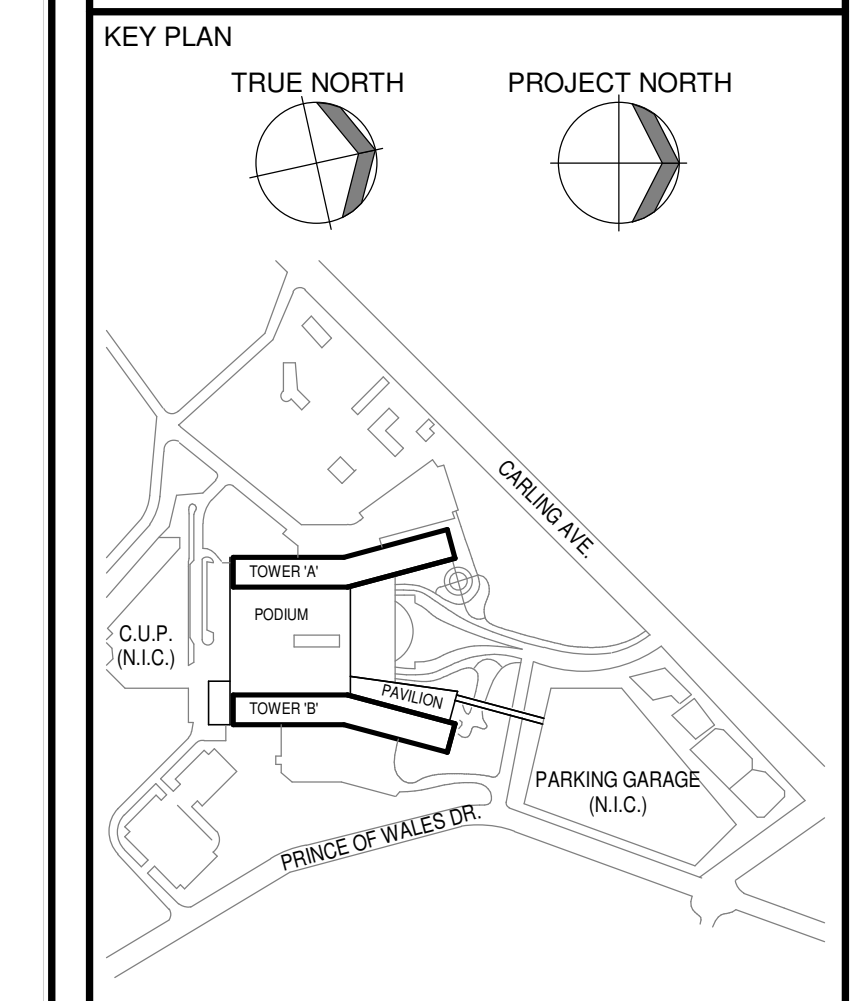 KEY PLAN
TRUE NORTH
PROJECT NORTH
CARLING AVE.
TOWER 'A'
PODIUM
C.U.P.
(N.I.C.)
PAVILION
TOWER 'B'
PARKING GARAGE
(N.I.C.)
PRINCE OF WALES DR.